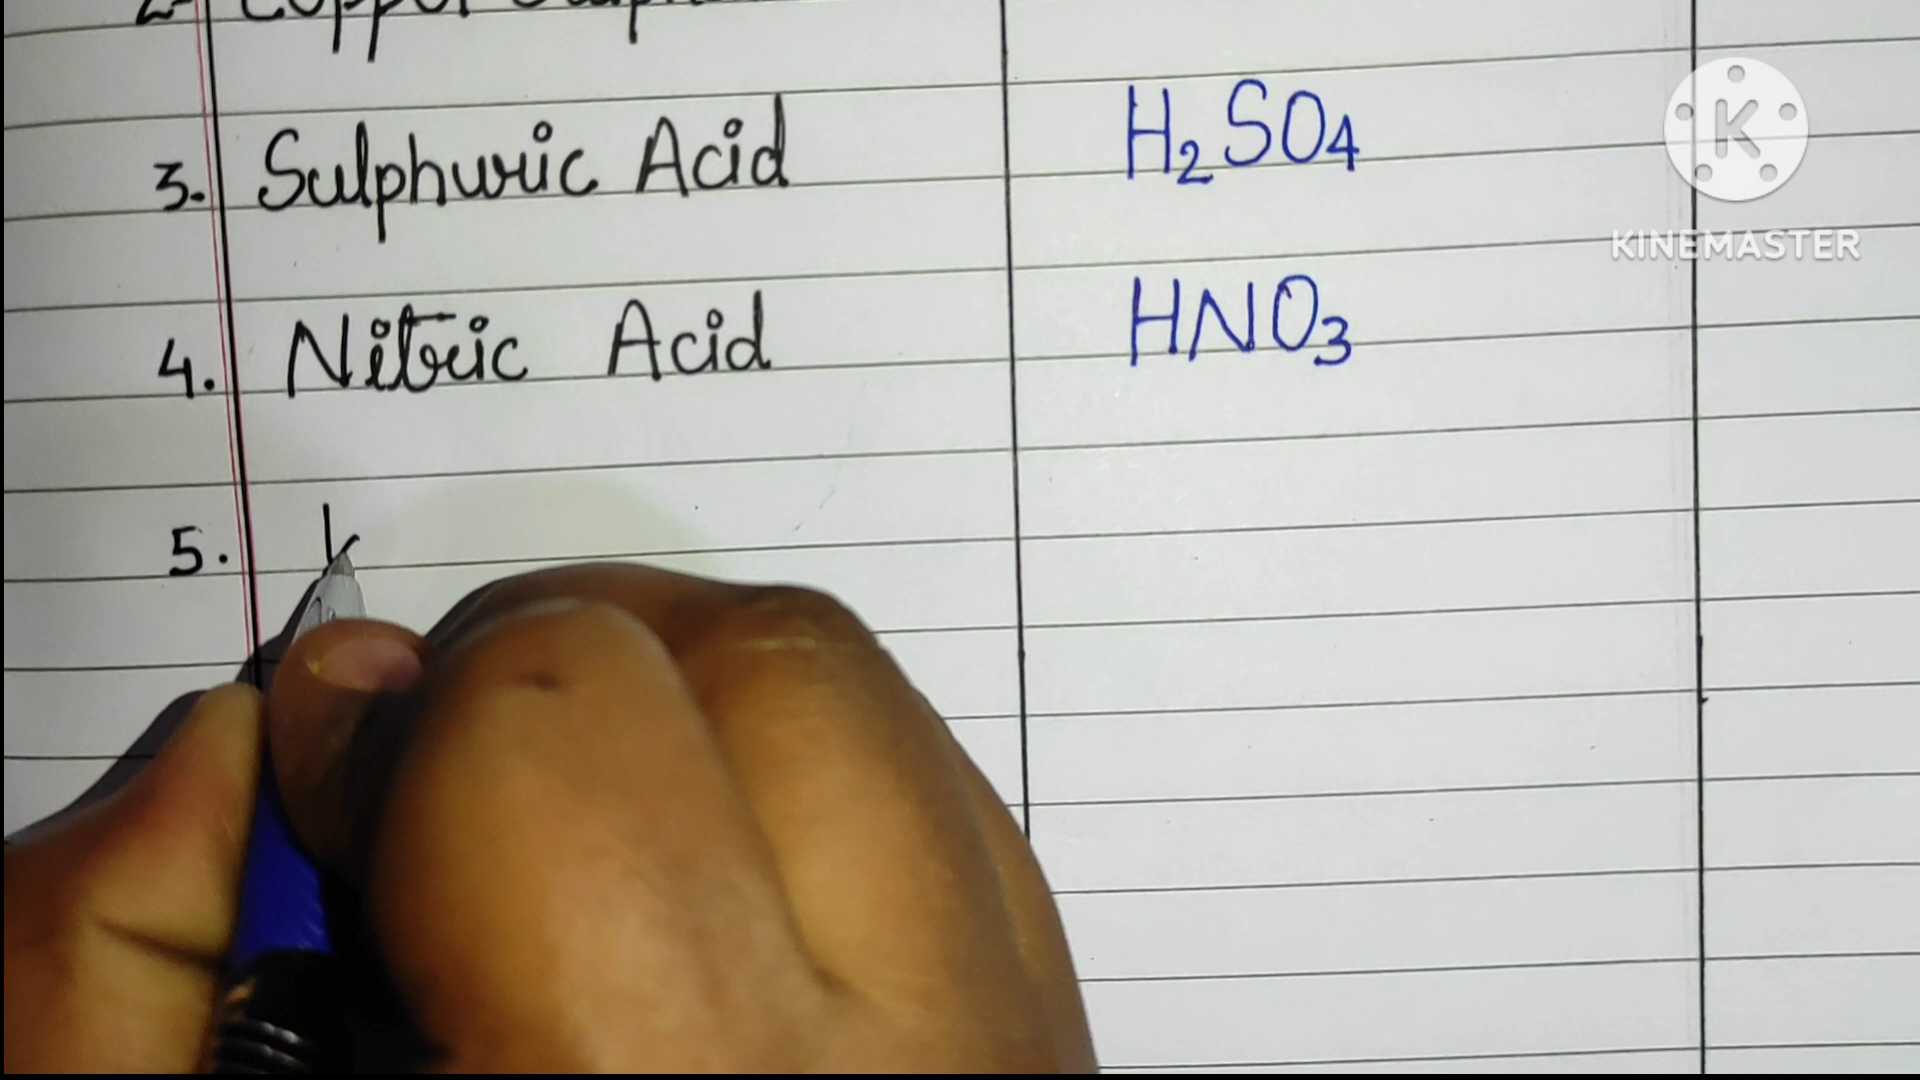 3. Sulphuric Acid H₂SO₄
K
KINEMASTER
4. Nitric Acid HNO₃
5.